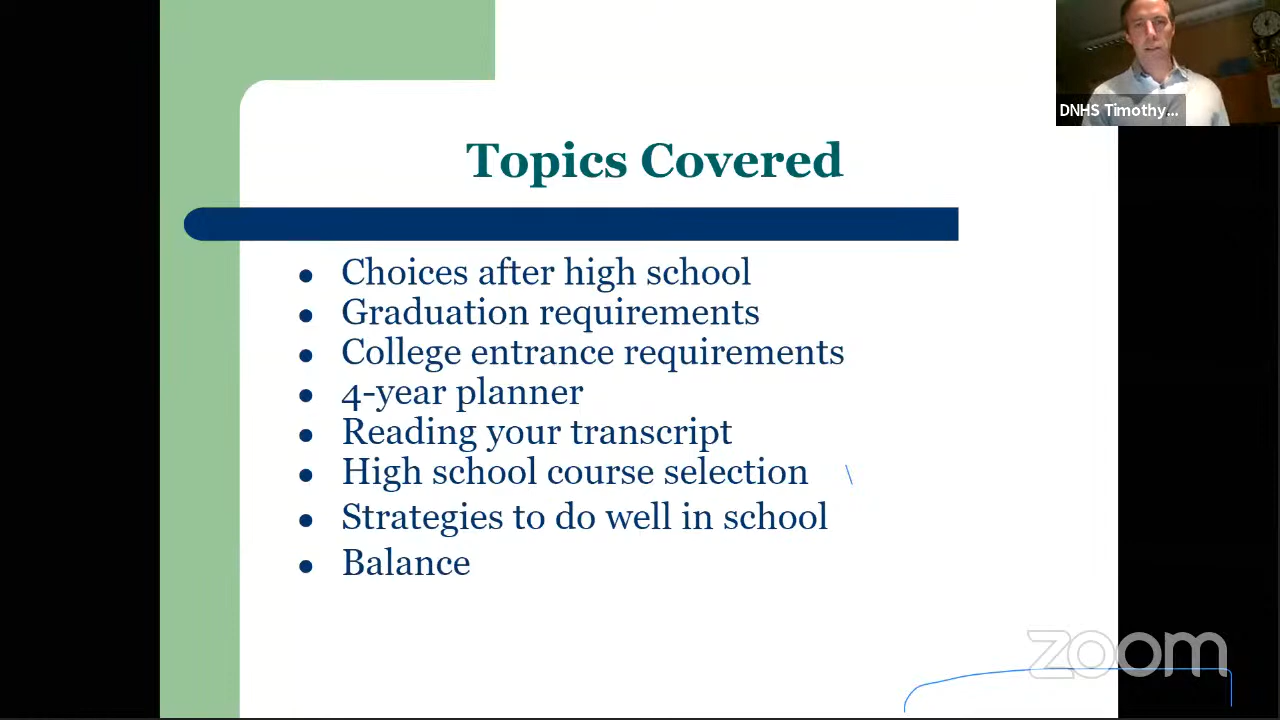 DNHS Timothy...
Topics Covered
Choices after high school
Graduation requirements
College entrance requirements
4-year planner
Reading your transcript
High school course selection
Strategies to do well in school
Balance
zoom